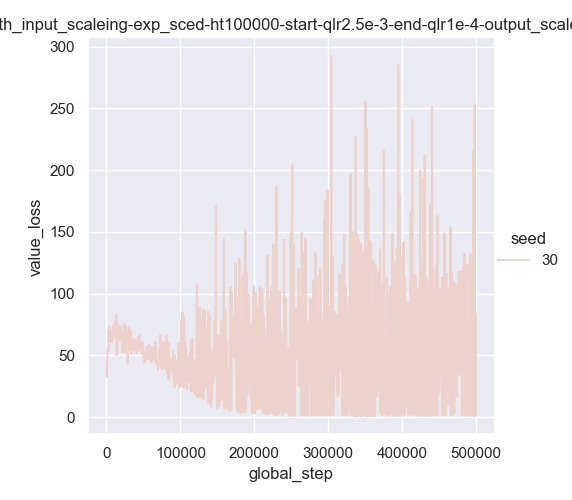 th_input_scaleing-exp_sced-ht100000-start-qlr2.5e-3-end-qlr1e-4-output_scale
300
250
200
150
100
50
0
value_loss
0 100000 200000 300000 400000 500000
global_step
seed
30